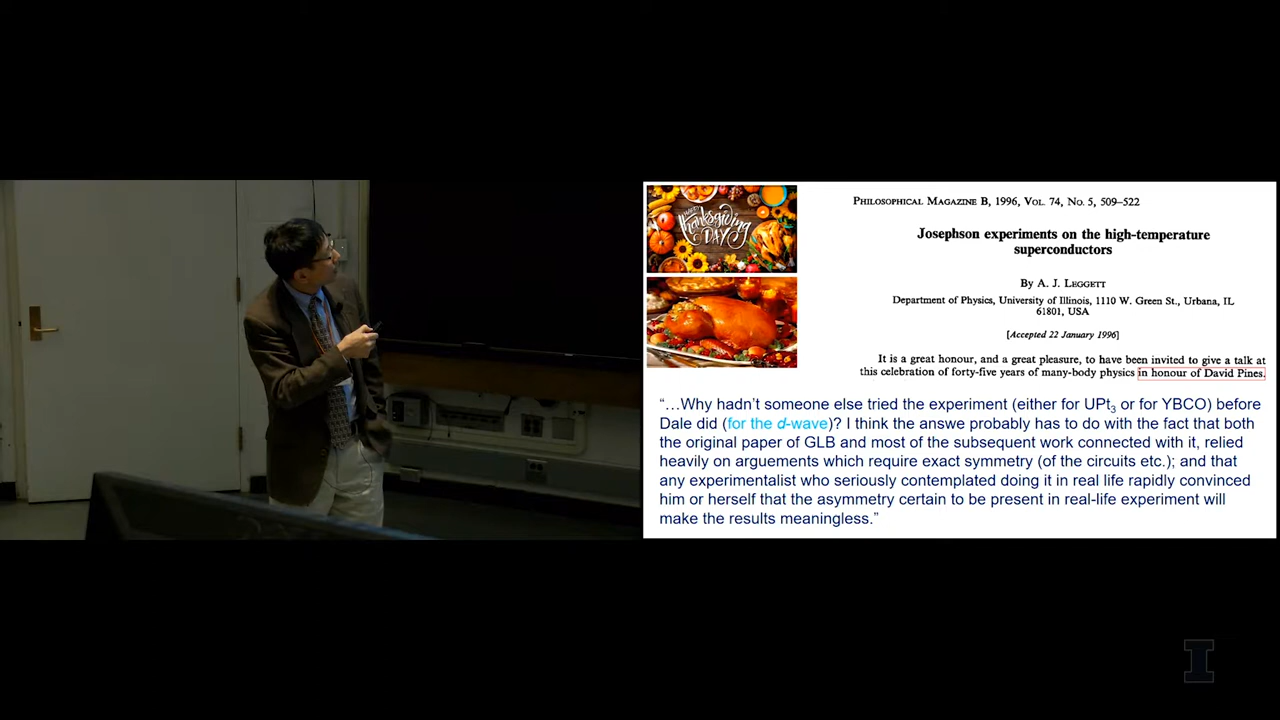 HAPPY
thanksgiving
DAY
PHILOSOPHICAL MAGAZINE B, 1996, VOL. 74, NO. 5, 509–522
Josephson experiments on the high-temperature
superconductors
By A. J. LEGGETT
Department of Physics, University of Illinois, 1110 W. Green St., Urbana, IL
61801, USA
[Accepted 22 January 1996]
It is a great honour, and a great pleasure, to have been invited to give a talk at
this celebration of forty-five years of many-body physics in honour of David Pines.
“…Why hadn’t someone else tried the experiment (either for UPt₃ or for YBCO) before
Dale did (for the d-wave)? I think the answe probably has to do with the fact that both
the original paper of GLB and most of the subsequent work connected with it, relied
heavily on arguements which require exact symmetry (of the circuits etc.); and that
any experimentalist who seriously contemplated doing it in real life rapidly convinced
him or herself that the asymmetry certain to be present in real-life experiment will
make the results meaningless.”
I